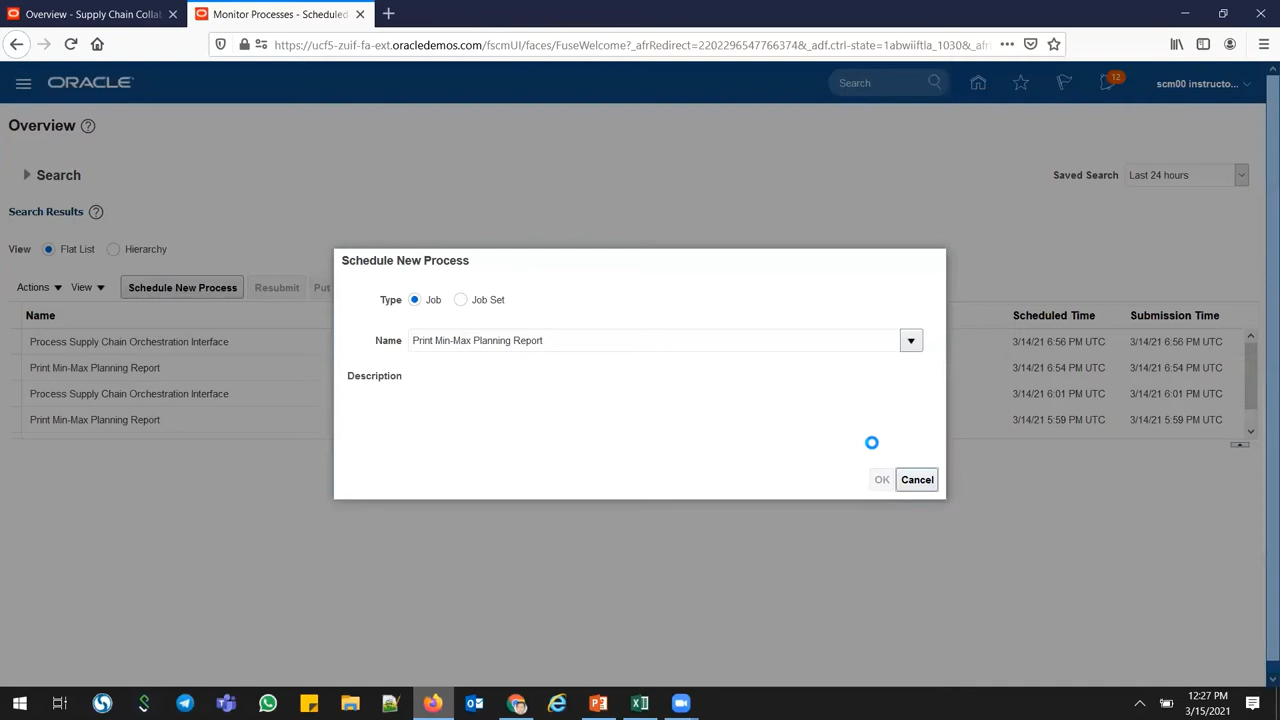 Overview - Supply Chain Collab
Monitor Processes - Scheduled
https://ucf5-zuif-fa-ext.oracledemos.com/fscmUI/faces/FuseWelcome?_afrRedirect=2202296547766374&_adf.ctrl-state=1abwiiftla_1030&_afr
ORACLE
Search
12
scm00 instructo...
Overview
Search
Saved Search
Last 24 hours
Search Results
View
Flat List
Hierarchy
Actions
View
Schedule New Process
Resubmit
Put
Name
Scheduled Time
Submission Time
Process Supply Chain Orchestration Interface
3/14/21 6:56 PM UTC
3/14/21 6:56 PM UTC
Print Min-Max Planning Report
3/14/21 6:54 PM UTC
3/14/21 6:54 PM UTC
Process Supply Chain Orchestration Interface
3/14/21 6:01 PM UTC
3/14/21 6:01 PM UTC
Print Min-Max Planning Report
3/14/21 5:59 PM UTC
3/14/21 5:59 PM UTC
Schedule New Process
Type
Job
Job Set
Name
Print Min-Max Planning Report
Description
OK
Cancel
12:27 PM
3/15/2021